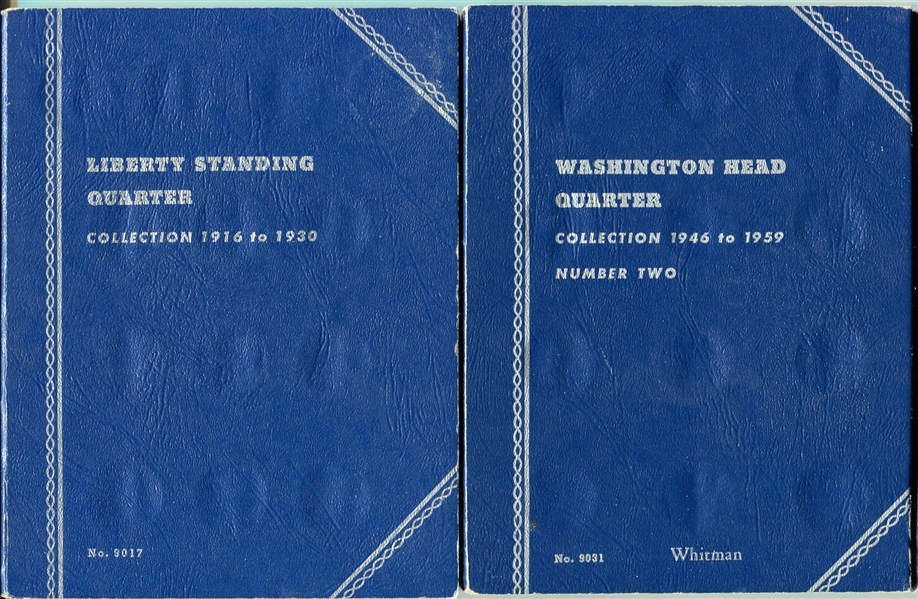 LIBERTY STANDING
QUARTER
COLLECTION 1916 to 1930
No. 9017
WASHINGTON HEAD
QUARTER
COLLECTION 1946 to 1959
NUMBER TWO
No. 9031
Whitman